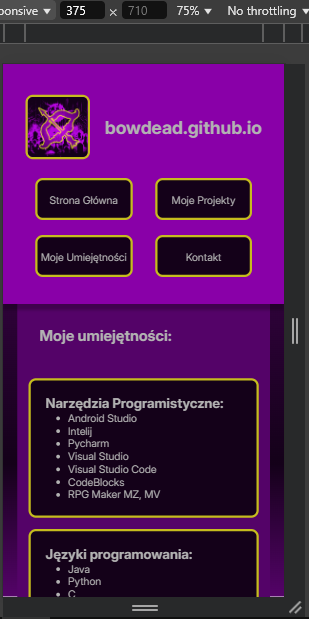 ponsive 375 × 710 75% No throttling
bowdead.github.io
Strona Główna Moje Projekty
Moje Umiejętności Kontakt
Moje umiejętności:
Narzędzia Programistyczne:
Android Studio
Intelij
Pycharm
Visual Studio
Visual Studio Code
CodeBlocks
RPG Maker MZ, MV
Języki programowania:
Java
Python
C